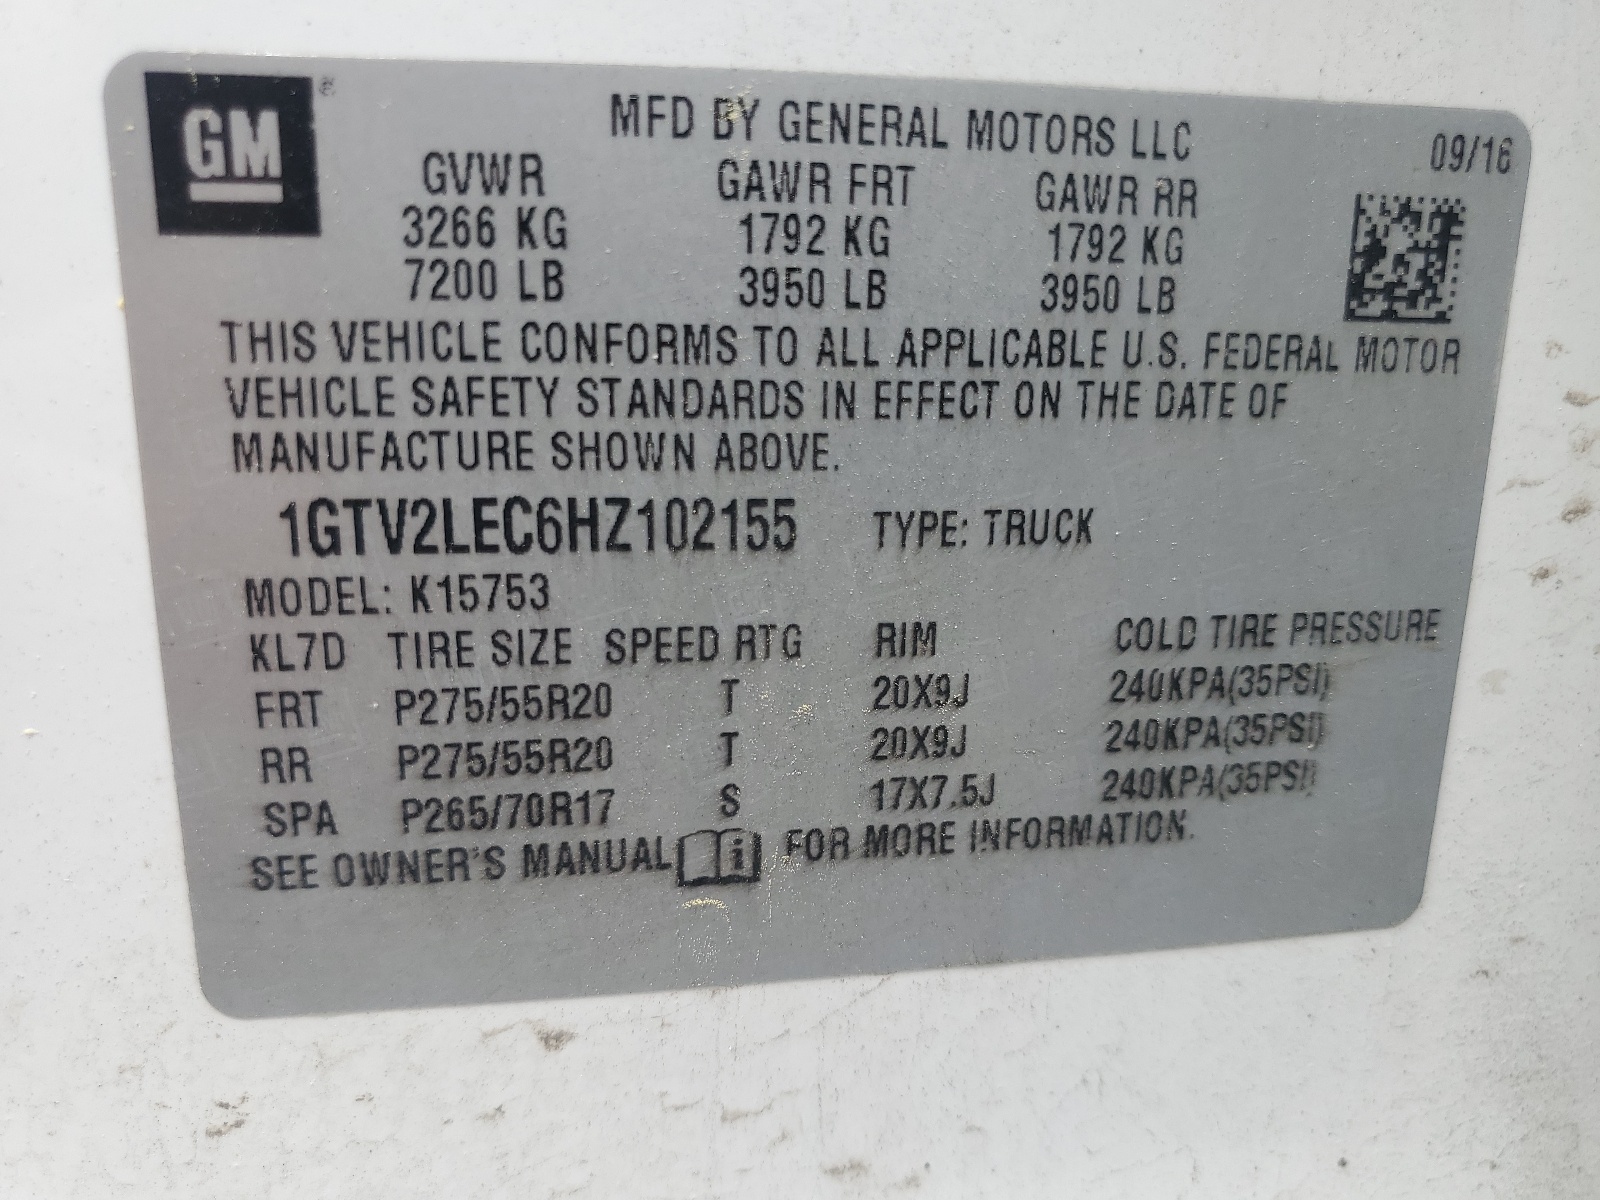 GM ®
MFD BY GENERAL MOTORS LLC
09/16
GVWR GAWR FRT GAWR RR
3266 KG 1792 KG 1792 KG
7200 LB 3950 LB 3950 LB
THIS VEHICLE CONFORMS TO ALL APPLICABLE U.S. FEDERAL MOTOR
VEHICLE SAFETY STANDARDS IN EFFECT ON THE DATE OF
MANUFACTURE SHOWN ABOVE.
1GTV2LEC6HZ102155 TYPE: TRUCK
MODEL: K15753
KL7D TIRE SIZE SPEED RTG RIM COLD TIRE PRESSURE
FRT P275/55R20 T 20X9J 240KPA(35PSI)
RR P275/55R20 T 20X9J 240KPA(35PSI)
SPA P265/70R17 S 17X7.5J 240KPA(35PSI)
SEE OWNER'S MANUAL i FOR MORE INFORMATION.